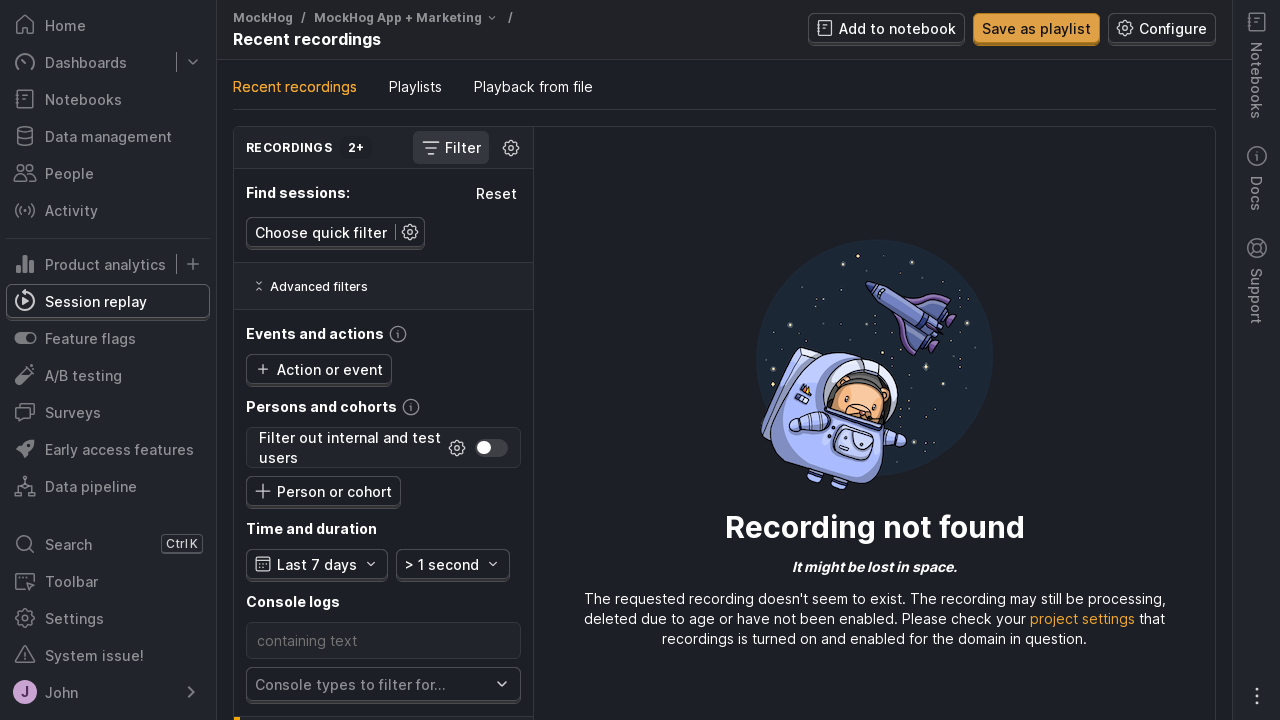 Home
Dashboards
Notebooks
Data management
People
Activity
Product analytics
Session replay
Feature flags
A/B testing
Surveys
Early access features
Data pipeline
Search Ctrl K
Toolbar
Settings
System issue!
J John
MockHog / MockHog App + Marketing /
Recent recordings
Add to notebook
Save as playlist
Configure
Recent recordings
Playlists
Playback from file
RECORDINGS 2+
Filter
Find sessions:
Reset
Choose quick filter
Advanced filters
Events and actions
Action or event
Persons and cohorts
Filter out internal and test
users
Person or cohort
Time and duration
Last 7 days
> 1 second
Console logs
containing text
Console types to filter for...
Recording not found
It might be lost in space.
The requested recording doesn't seem to exist. The recording may still be processing,
deleted due to age or have not been enabled. Please check your project settings that
recordings is turned on and enabled for the domain in question.
Notebooks
Docs
Support